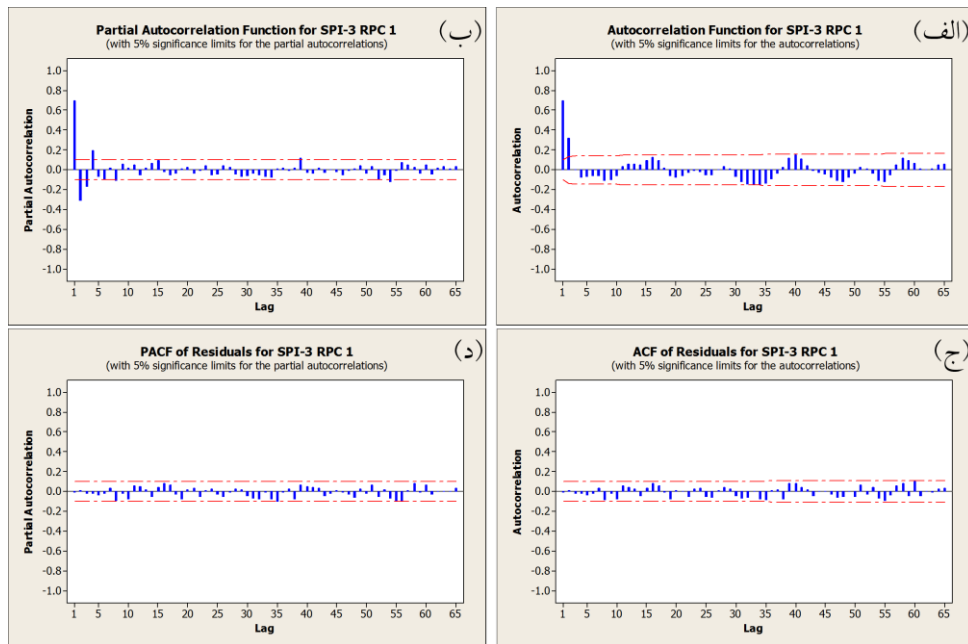 Partial Autocorrelation Function for SPI-3 RPC 1
(with 5% significance limits for the partial autocorrelations)
(ب)
Partial Autocorrelation
1.0
0.8
0.6
0.4
0.2
0.0
-0.2
-0.4
-0.6
-0.8
-1.0
1 5 10 15 20 25 30 35 40 45 50 55 60 65
Lag
Autocorrelation Function for SPI-3 RPC 1
(with 5% significance limits for the autocorrelations)
(الف)
Autocorrelation
1.0
0.8
0.6
0.4
0.2
0.0
-0.2
-0.4
-0.6
-0.8
-1.0
1 5 10 15 20 25 30 35 40 45 50 55 60 65
Lag
PACF of Residuals for SPI-3 RPC 1
(with 5% significance limits for the partial autocorrelations)
(د)
Partial Autocorrelation
1.0
0.8
0.6
0.4
0.2
0.0
-0.2
-0.4
-0.6
-0.8
-1.0
1 5 10 15 20 25 30 35 40 45 50 55 60 65
Lag
ACF of Residuals for SPI-3 RPC 1
(with 5% significance limits for the autocorrelations)
(ج)
Autocorrelation
1.0
0.8
0.6
0.4
0.2
0.0
-0.2
-0.4
-0.6
-0.8
-1.0
1 5 10 15 20 25 30 35 40 45 50 55 60 65
Lag